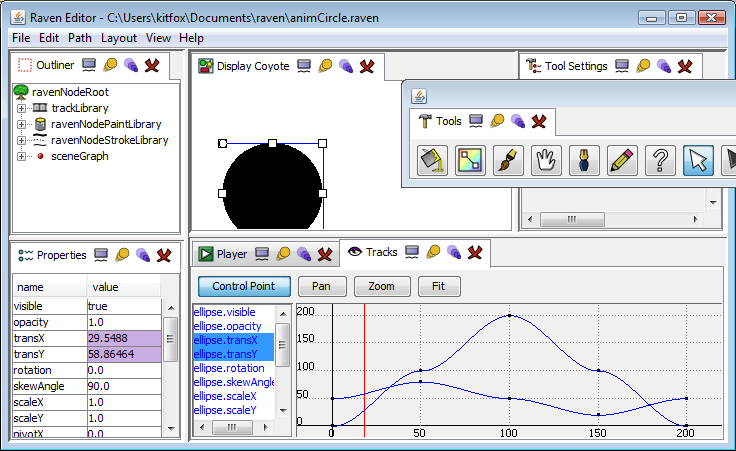 Raven Editor - C:\Users\kitfox\Documents\raven\animCircle.raven
File Edit Path Layout View Help
Outliner
ravenNodeRoot
trackLibrary
ravenNodePaintLibrary
ravenNodeStrokeLibrary
sceneGraph
Display Coyote
Tool Settings
Tools
Properties
name value
visible true
opacity 1.0
transX 29.5488
transY 58.86464
rotation 0.0
skewAngle 90.0
scaleX 1.0
scaleY 1.0
pivotX 0.0
Player
Tracks
Control Point Pan Zoom Fit
ellipse.visible
ellipse.opacity
ellipse.transX
ellipse.transY
ellipse.rotation
ellipse.skewAngle
ellipse.scaleX
ellipse.scaleY
200
150
100
50
0
0 50 100 150 200